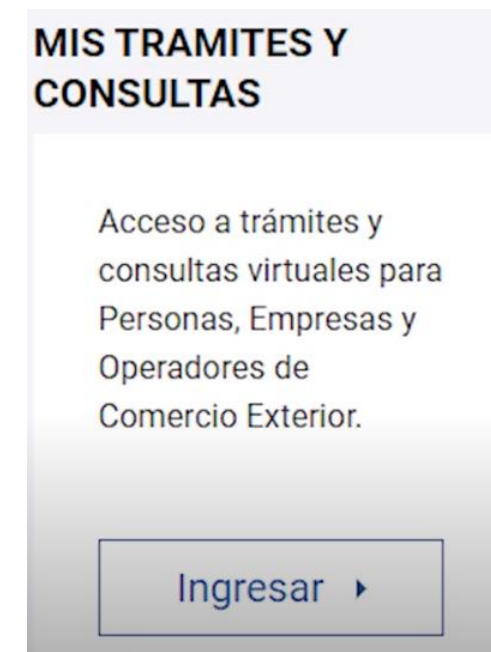 MIS TRAMITES Y
CONSULTAS
Acceso a trámites y
consultas virtuales para
Personas, Empresas y
Operadores de
Comercio Exterior.
Ingresar